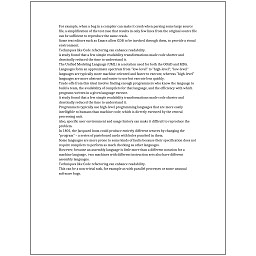 For example, when a bug in a compiler can make it crash when parsing some large source
file, a simplification of the test case that results in only few lines from the original source file
can be sufficient to reproduce the same crash.
Some text editors such as Emacs allow GDB to be invoked through them, to provide a visual
environment.
Techniques like Code refactoring can enhance readability.
A study found that a few simple readability transformations made code shorter and
drastically reduced the time to understand it.
The Unified Modeling Language (UML) is a notation used for both the OOAD and MDA.
Languages form an approximate spectrum from "low-level" to "high-level"; "low-level"
languages are typically more machine-oriented and faster to execute, whereas "high-level"
languages are more abstract and easier to use but execute less quickly.
Trade-offs from this ideal involve finding enough programmers who know the language to
build a team, the availability of compilers for that language, and the efficiency with which
programs written in a given language execute.
A study found that a few simple readability transformations made code shorter and
drastically reduced the time to understand it.
Programs were mostly entered using high-level programming languages that are more easily
intelligible to humans than machine code, which is directly executed by the central
processing unit.
Also, specific user environment and usage history can make it difficult to reproduce the
problem.
In 1801, the Jacquard loom could produce entirely different weaves by changing the
"program" – a series of pasteboard cards with holes punched in them.
Some languages are more prone to some kinds of faults because their specification does not
require compilers to perform as much checking as other languages.
However, because an assembly language is little more than a different notation for a
machine language, two machines with different instruction sets also have different
assembly languages.
Techniques like Code refactoring can enhance readability.
This can be a non-trivial task, for example as with parallel processes or some unusual
software bugs.